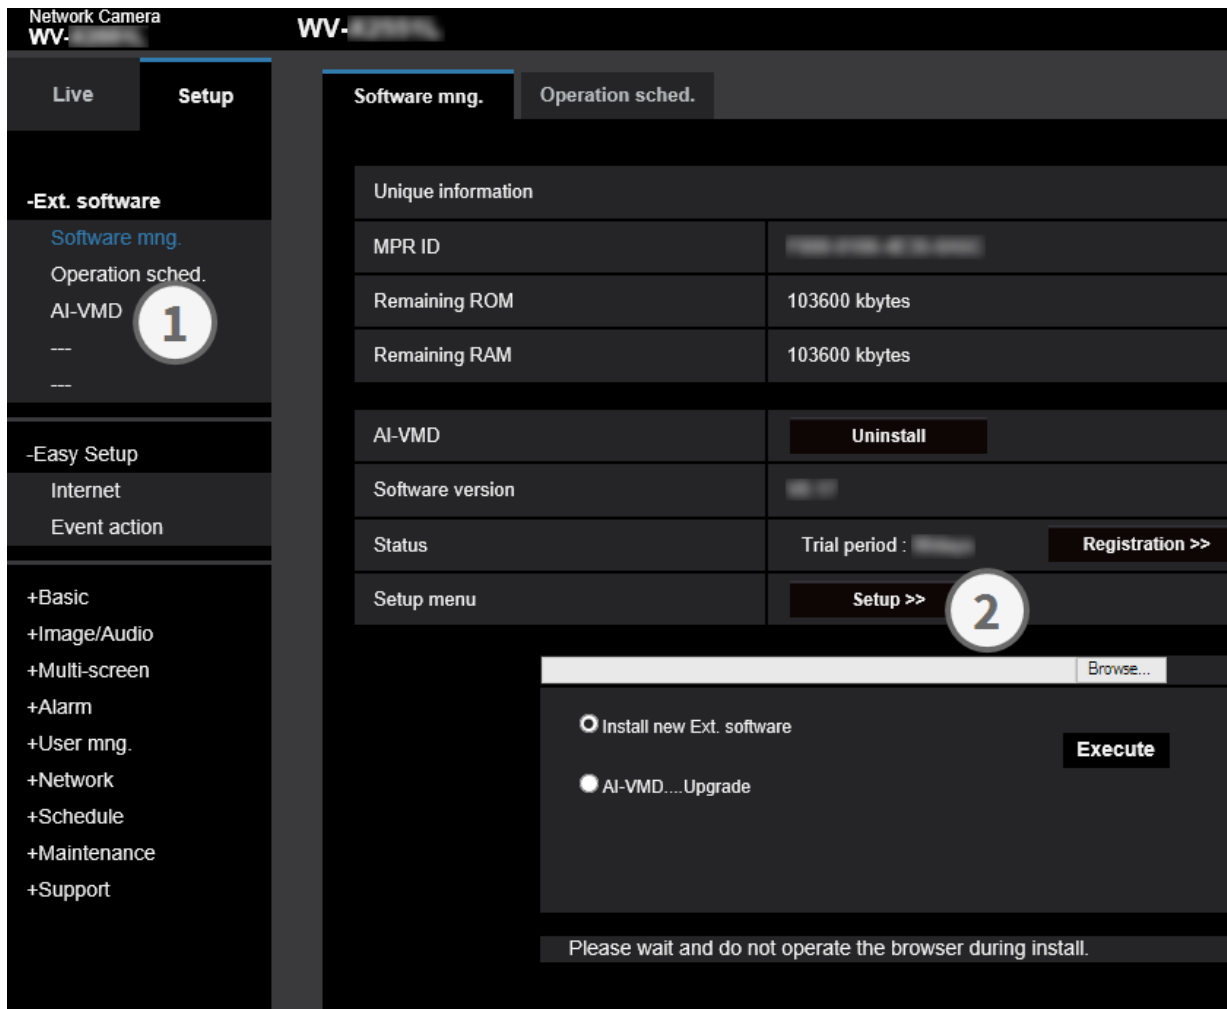 Network Camera
WV-
WV-
Live
Setup
Software mng.
Operation sched.
-Ext. software
Software mng.
Operation sched.
AI-VMD
1
---
---
-Easy Setup
Internet
Event action
+Basic
+Image/Audio
+Multi-screen
+Alarm
+User mng.
+Network
+Schedule
+Maintenance
+Support
Unique information
MPR ID
Remaining ROM
103600 kbytes
Remaining RAM
103600 kbytes
AI-VMD
Uninstall
Software version
Status
Trial period :
Registration >>
Setup menu
Setup >>
2
Browse...
Install new Ext. software
Execute
AI-VMD....Upgrade
Please wait and do not operate the browser during install.